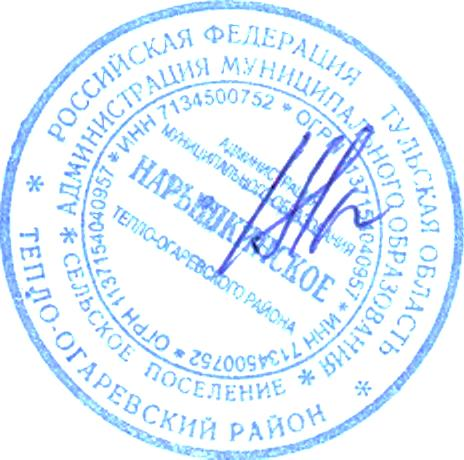 * РОССИЙСКАЯ ФЕДЕРАЦИЯ ТУЛЬСКАЯ ОБЛАСТЬ *
ТЕПЛО-ОГАРЕВСКИЙ РАЙОН
* АДМИНИСТРАЦИЯ МУНИЦИПАЛЬНОГО ОБРАЗОВАНИЯ *
СЕЛЬСКОЕ ПОСЕЛЕНИЕ
* ИНН 7134500752 * ОГРН 1137154040957 * ИНН 7134500752 * ОГРН 1137154040957
АДМИНИСТРАЦИЯ
МУНИЦИПАЛЬНОГО ОБРАЗОВАНИЯ
НАРЫШКИНСКОЕ
ТЕПЛО-ОГАРЕВСКОГО РАЙОНА